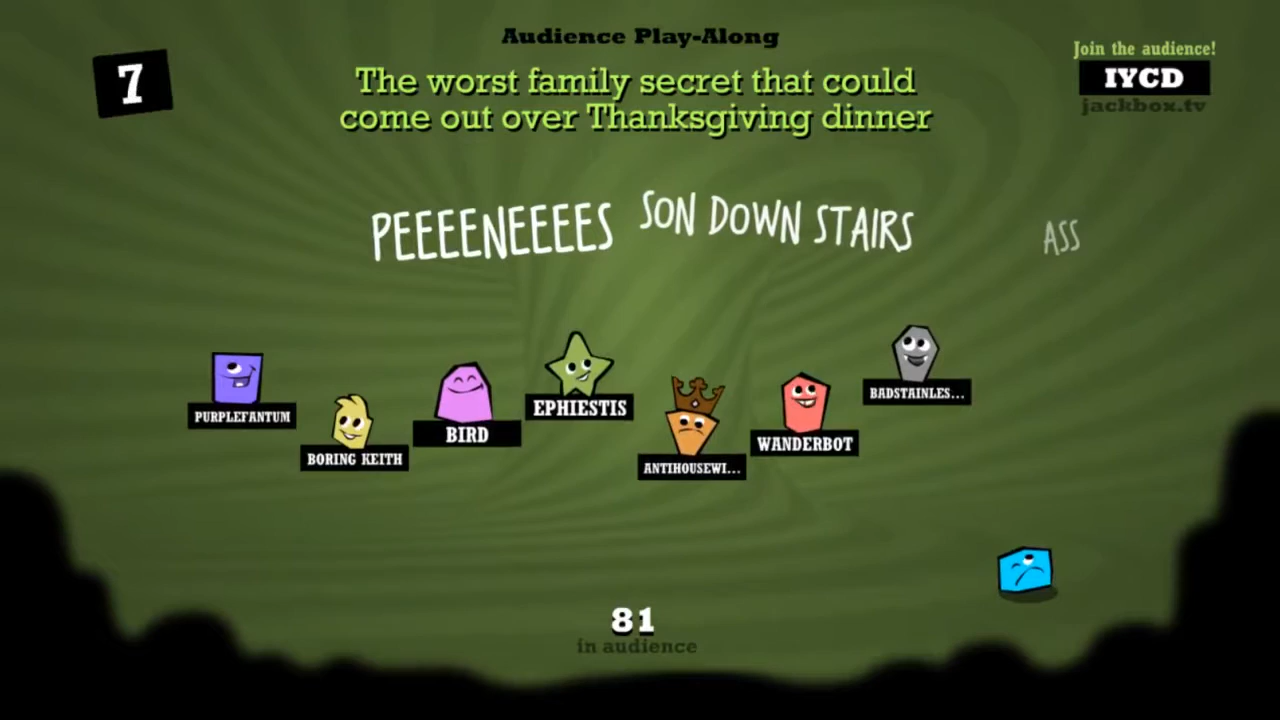 Audience Play-Along
7
The worst family secret that could
come out over Thanksgiving dinner
Join the audience!
IYCD
jackbox.tv
PEEEENEEEES
SON DOWN STAIRS
ASS
PURPLEFANTUM
BORING KEITH
BIRD
EPHIESTIS
ANTIHOUSEWI...
WANDERBOT
BADSTAINLES...
81
in audience